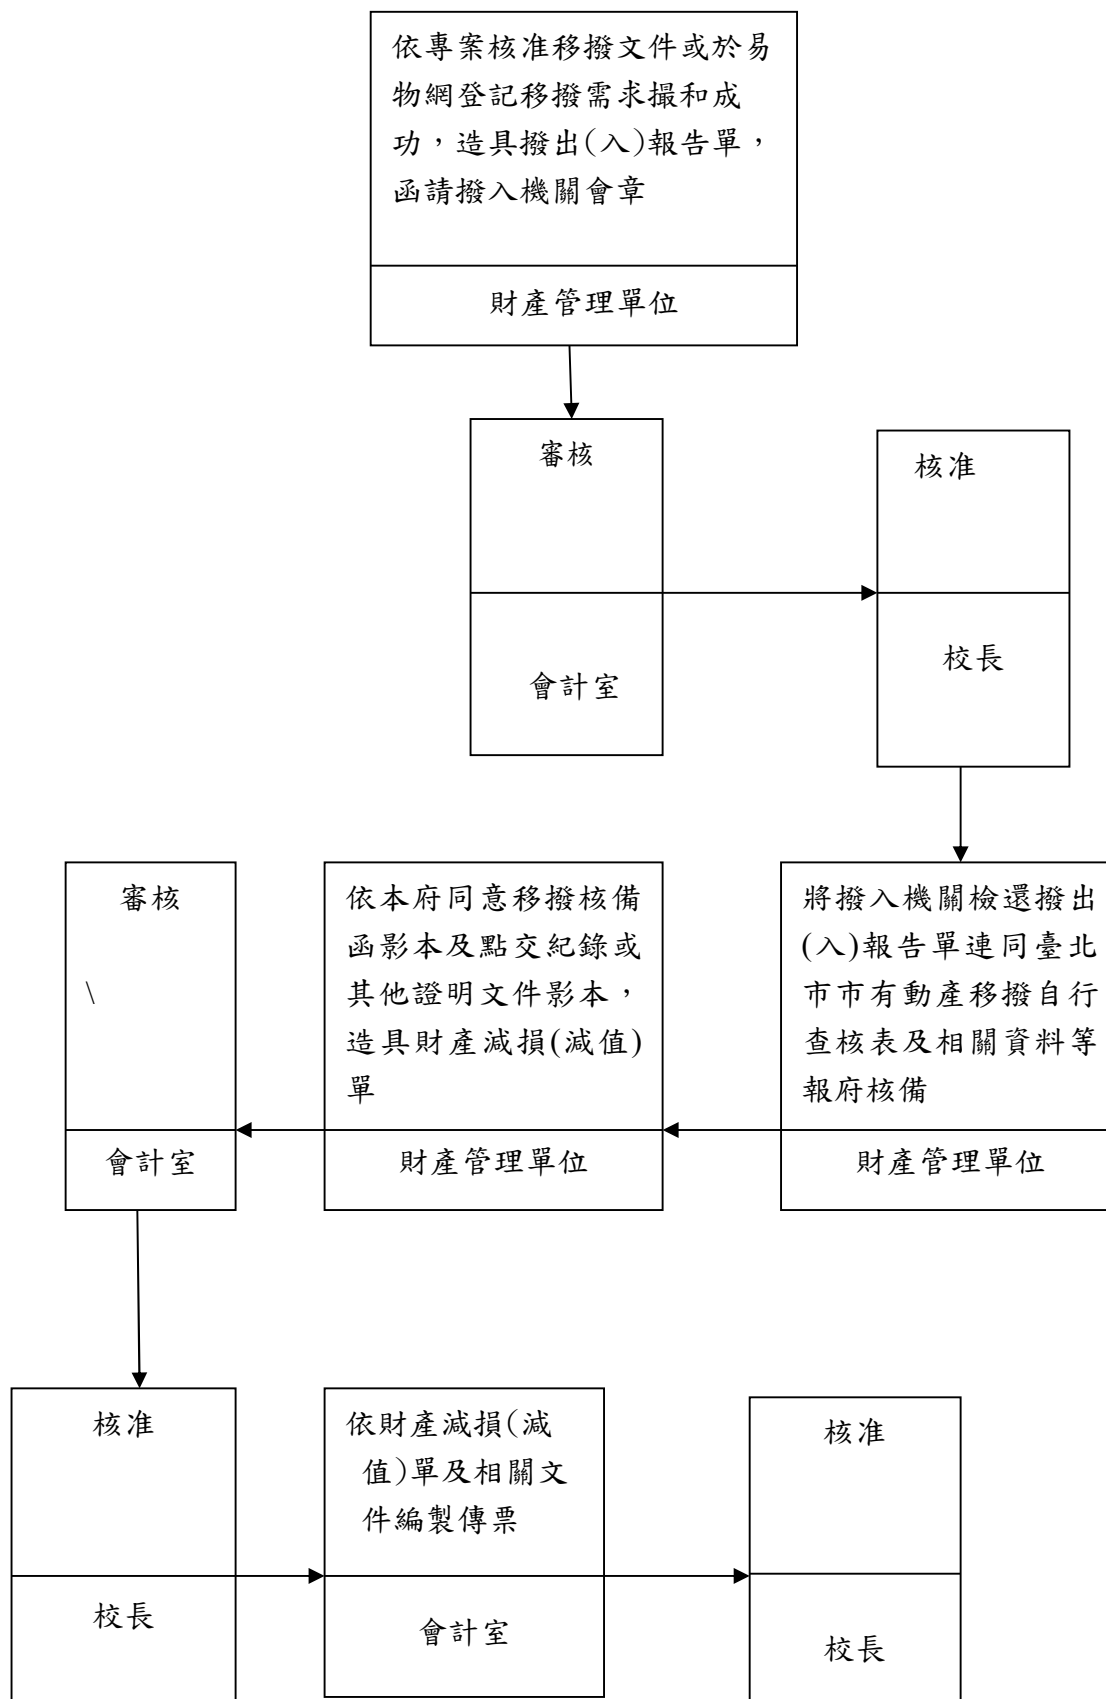 依專案核准移撥文件或於易
物網登記移撥需求撮和成
功，造具撥出(入)報告單，
函請撥入機關會章
財產管理單位
審核
會計室
核准
校長
將撥入機關檢還撥出
(入)報告單連同臺北
市市有動產移撥自行
查核表及相關資料等
報府核備
財產管理單位
依本府同意移撥核備
函影本及點交紀錄或
其他證明文件影本，
造具財產減損(減值)
單
財產管理單位
審核
\
會計室
核准
校長
依財產減損(減
值)單及相關文
件編製傳票
會計室
核准
校長